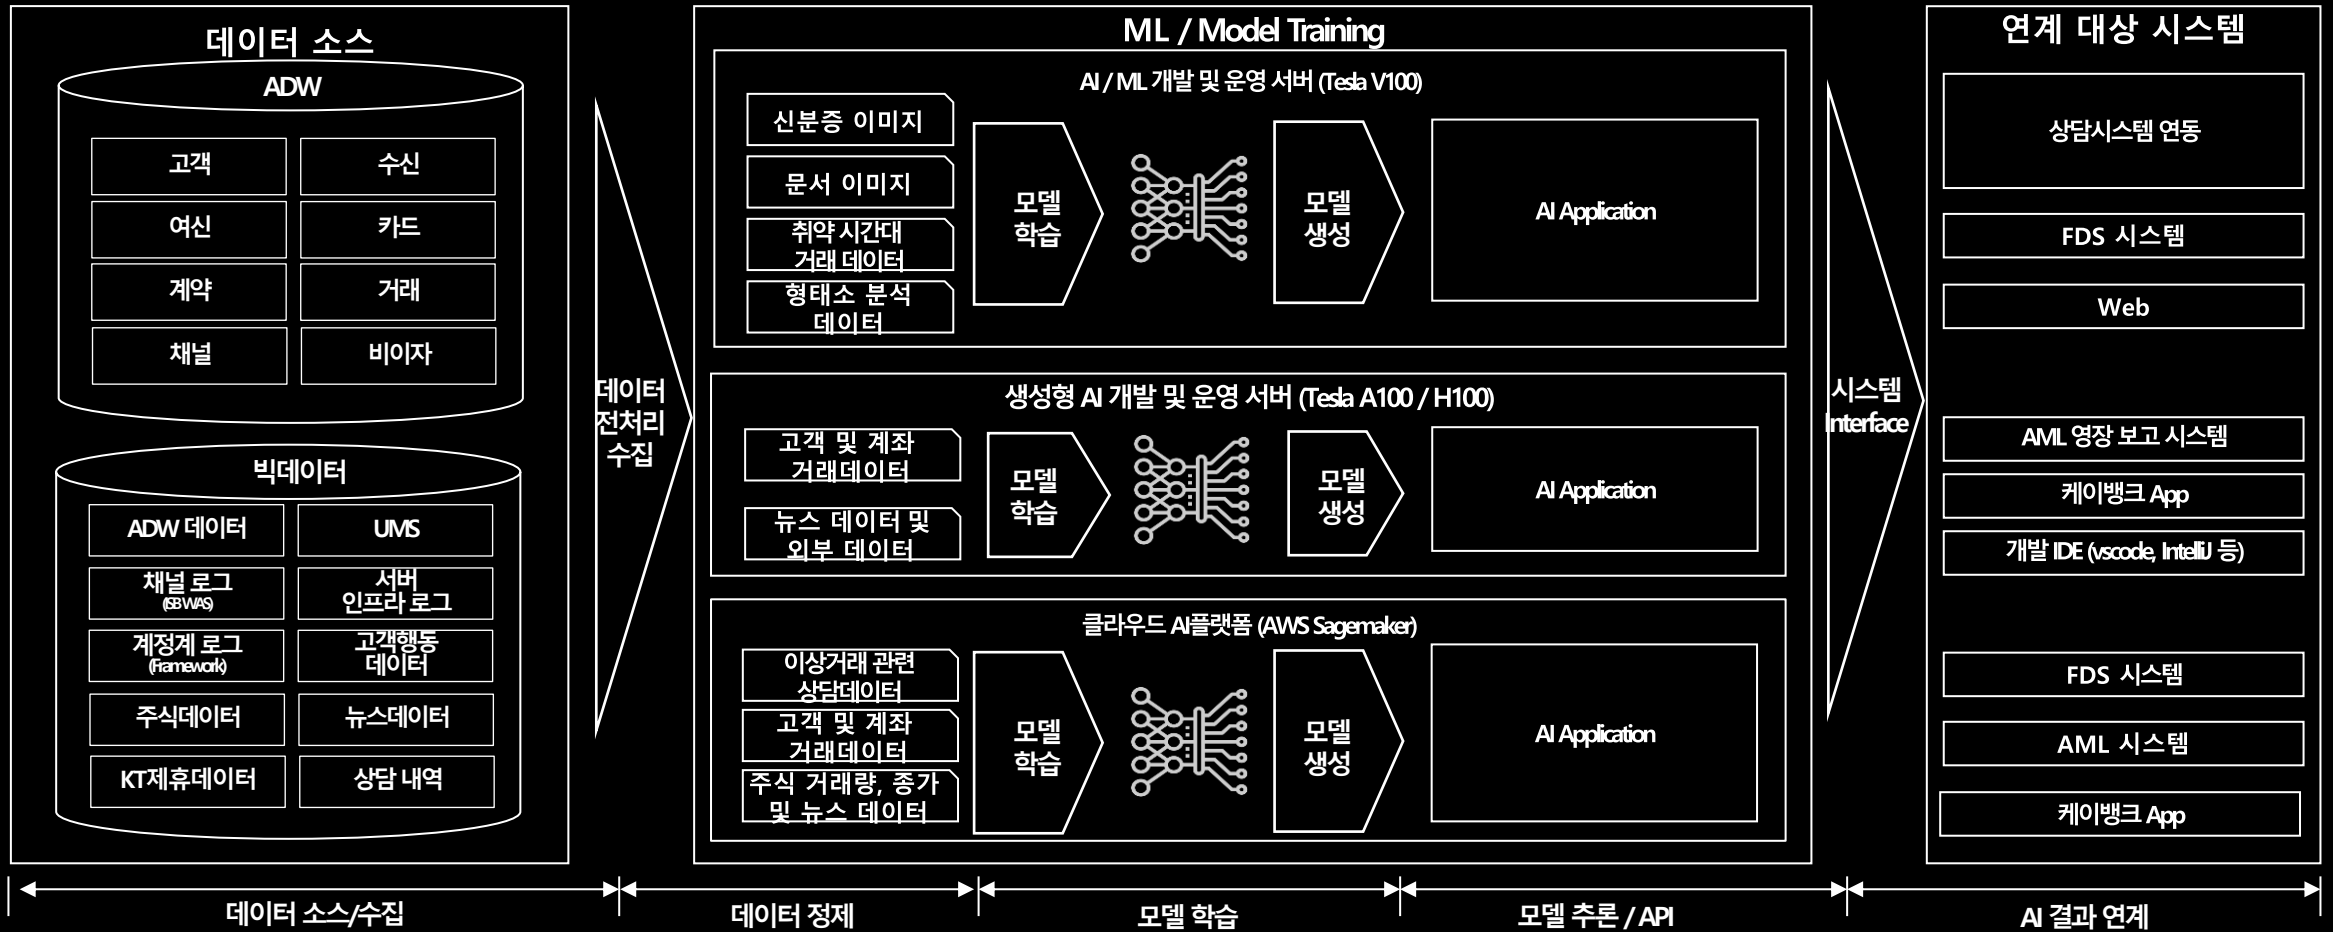 데이터 소스
ADW
고객
수신
여신
카드
계약
거래
채널
비이자
빅데이터
ADW 데이터
UMS
채널 로그
(ISB WAS)
서버
인프라 로그
계정계 로그
(Framework)
고객행동
데이터
주식데이터
뉴스데이터
KT제휴데이터
상담 내역
데이터
전처리
수집
ML / Model Training
AI / ML 개발 및 운영 서버 (Tesla V100)
신분증 이미지
문서 이미지
취약 시간대
거래 데이터
형태소 분석
데이터
모델
학습
모델
생성
AI Application
생성형 AI 개발 및 운영 서버 (Tesla A100 / H100)
고객 및 계좌
거래데이터
뉴스 데이터 및
외부 데이터
모델
학습
모델
생성
AI Application
클라우드 AI플랫폼 (AWS Sagemaker)
이상거래 관련
상담데이터
고객 및 계좌
거래데이터
주식 거래량, 종가
및 뉴스 데이터
모델
학습
모델
생성
AI Application
시스템
Interface
연계 대상 시스템
상담시스템 연동
FDS 시스템
Web
AML 영장 보고 시스템
케이뱅크 App
개발 IDE (vscode, IntelliJ 등)
FDS 시스템
AML 시스템
케이뱅크 App
데이터 소스/수집
데이터 정제
모델 학습
모델 추론 / API
AI 결과 연계